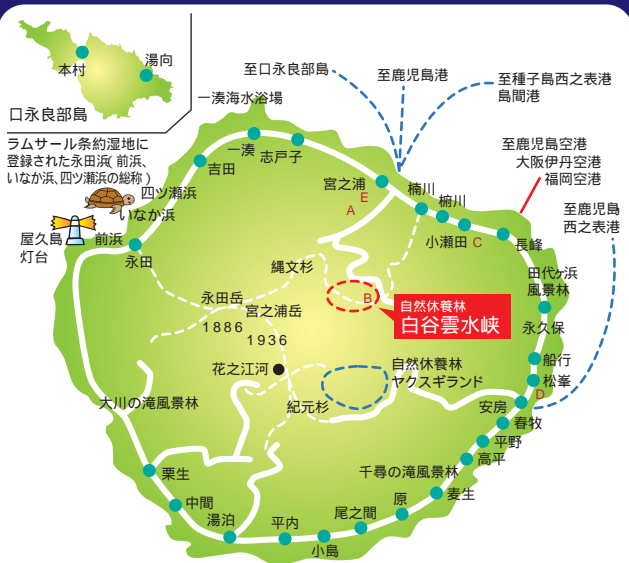 本村
湯向
口永良部島
ラムサール条約湿地に
登録された永田浜(前浜、
いなか浜、四ツ瀬浜の総称)
至口永良部島
至鹿児島港
至種子島西之表港
島間港
一湊海水浴場
至鹿児島空港
大阪伊丹空港
福岡空港
至鹿児島
西之表港
一湊
志戸子
吉田
宮之浦
E
A
楠川
椨川
小瀬田
C
長峰
四ツ瀬浜
いなか浜
前浜
屋久島
灯台
永田
縄文杉
B
自然休養林
白谷雲水峡
田代ヶ浜
風景林
永久保
永田岳
1886
宮之浦岳
1936
花之江河
自然休養林
ヤクスギランド
紀元杉
船行
松峯
D
安房
春牧
平野
高平
千尋の滝風景林
大川の滝風景林
栗生
中間
湯泊
平内
小島
尾之間
原
麦生